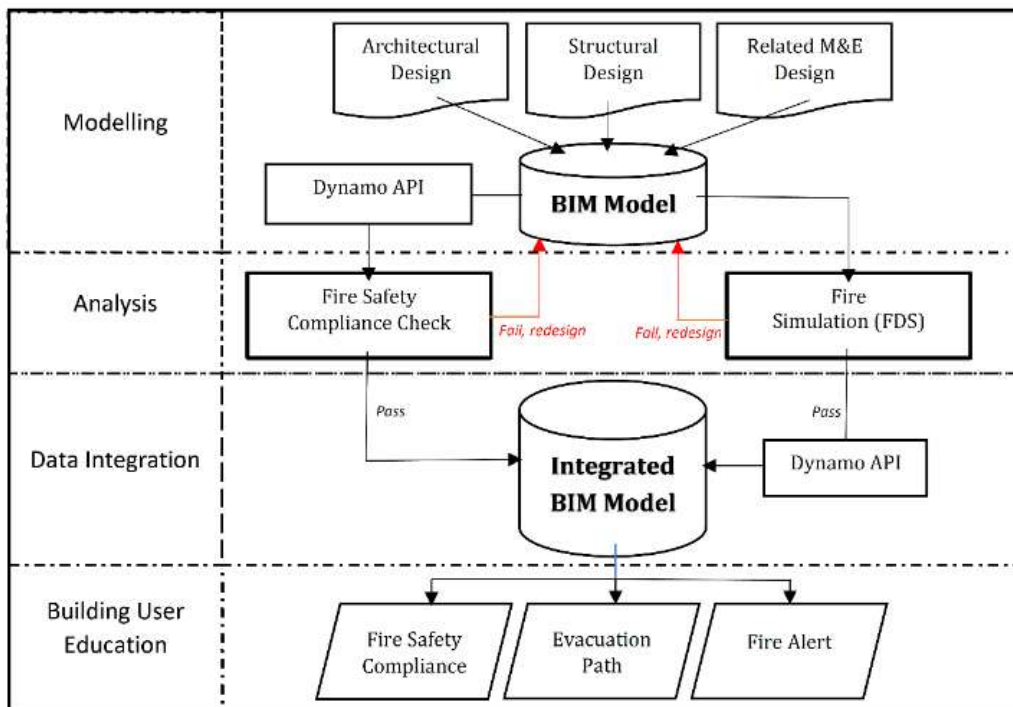 Modelling
Architectural
Design
Structural
Design
Related M&E
Design
Dynamo API
BIM Model
Analysis
Fire Safety
Compliance Check
Fail, redesign
Fail, redesign
Fire
Simulation (FDS)
Data Integration
Pass
Integrated
BIM Model
Pass
Dynamo API
Building User
Education
Fire Safety
Compliance
Evacuation
Path
Fire Alert